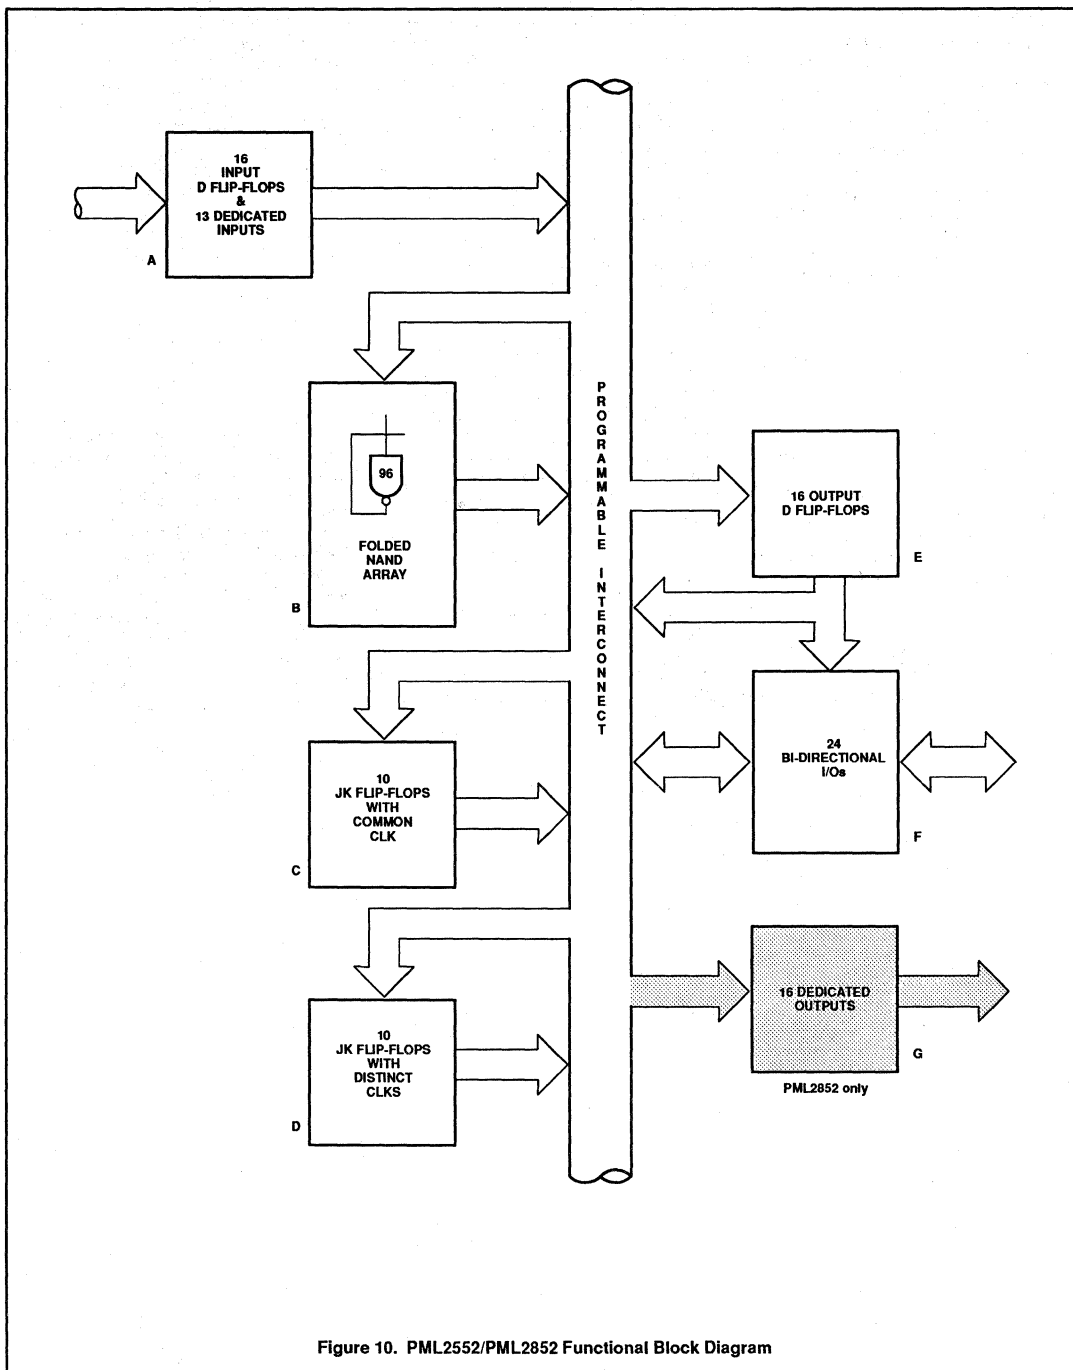 16
INPUT
D FLIP-FLOPS
&
13 DEDICATED
INPUTS
A
96
FOLDED
NAND
ARRAY
B
10
JK FLIP-FLOPS
WITH
COMMON
CLK
C
10
JK FLIP-FLOPS
WITH
DISTINCT
CLKS
D
PROGRAMMABLE INTERCONNECT
16 OUTPUT
D FLIP-FLOPS
E
24
BI-DIRECTIONAL
I/Os
F
16 DEDICATED
OUTPUTS
G
PML2852 only
Figure 10. PML2552/PML2852 Functional Block Diagram